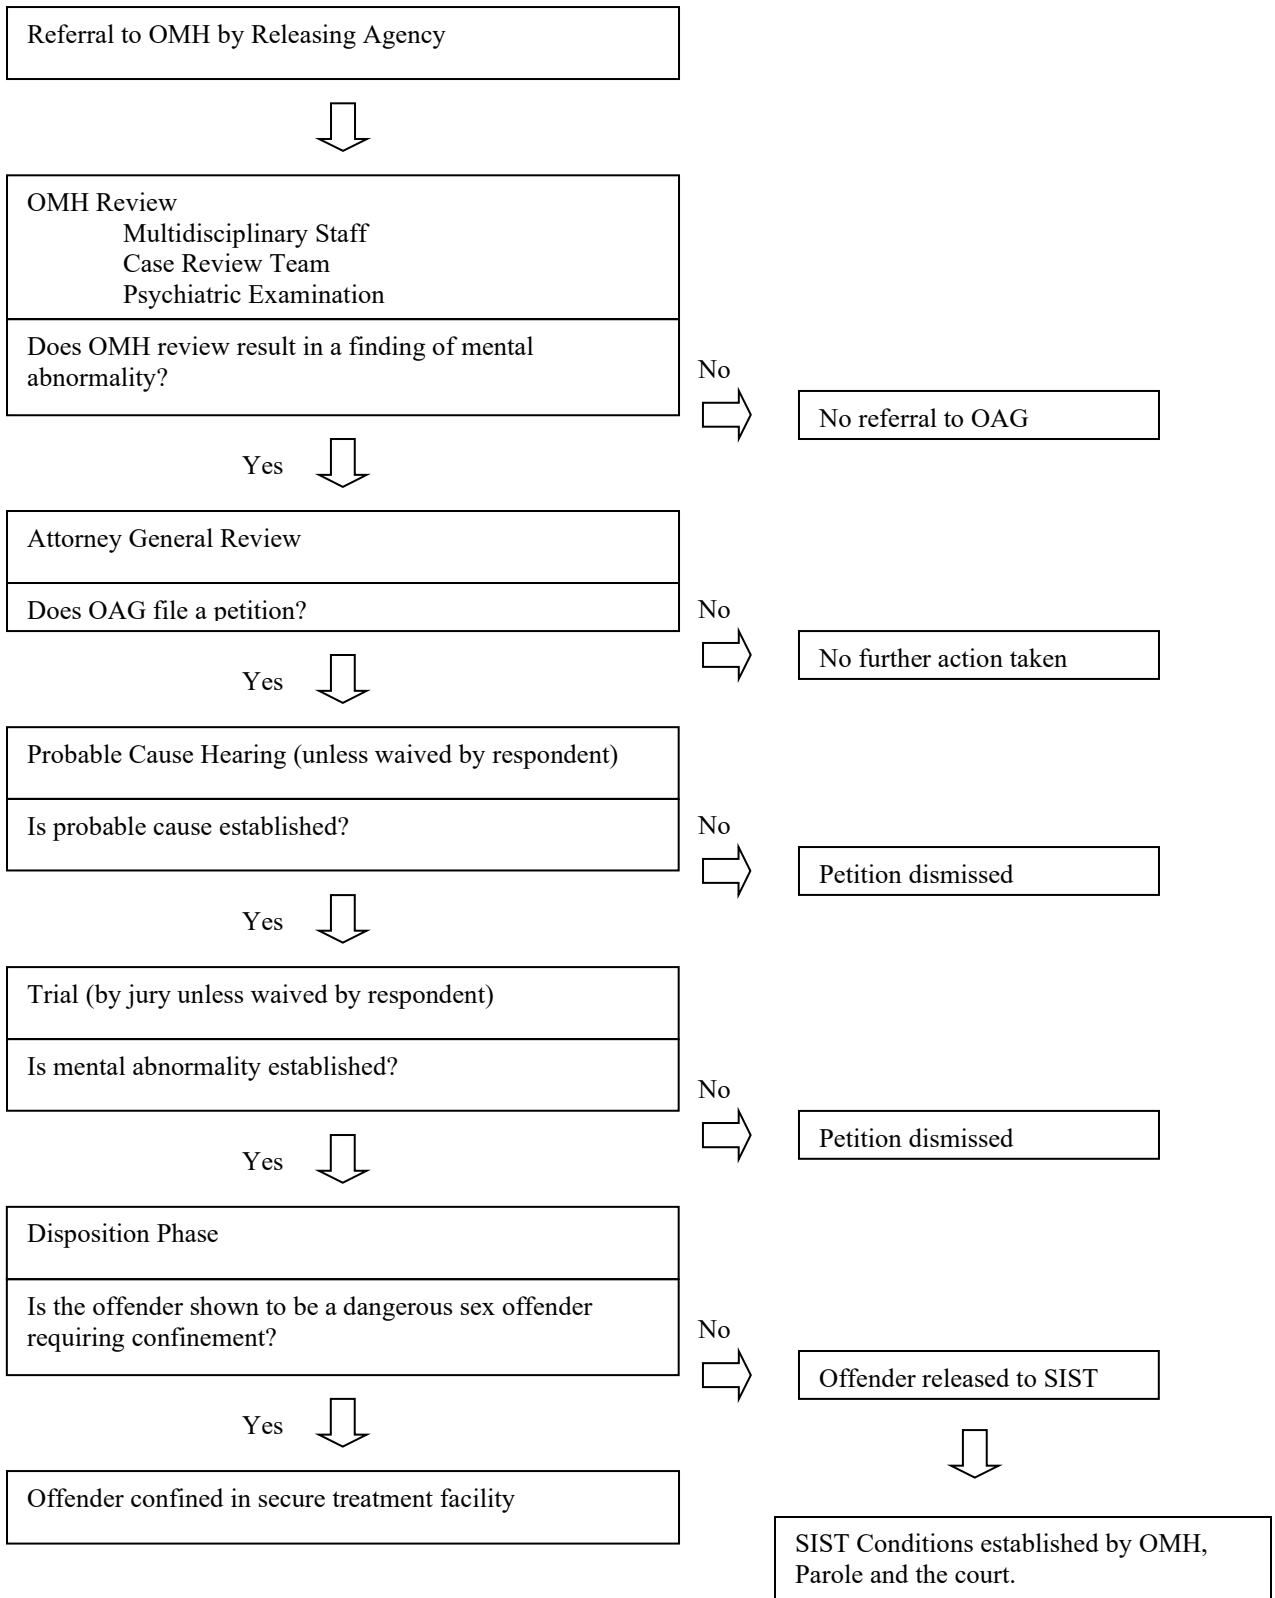 Referral to OMH by Releasing Agency
OMH Review
Multidisciplinary Staff
Case Review Team
Psychiatric Examination
Does OMH review result in a finding of mental
abnormality?
No
No referral to OAG
Yes
Attorney General Review
Does OAG file a petition?
No
No further action taken
Yes
Probable Cause Hearing (unless waived by respondent)
Is probable cause established?
No
Petition dismissed
Yes
Trial (by jury unless waived by respondent)
Is mental abnormality established?
No
Petition dismissed
Yes
Disposition Phase
Is the offender shown to be a dangerous sex offender
requiring confinement?
No
Offender released to SIST
Yes
Offender confined in secure treatment facility
SIST Conditions established by OMH,
Parole and the court.